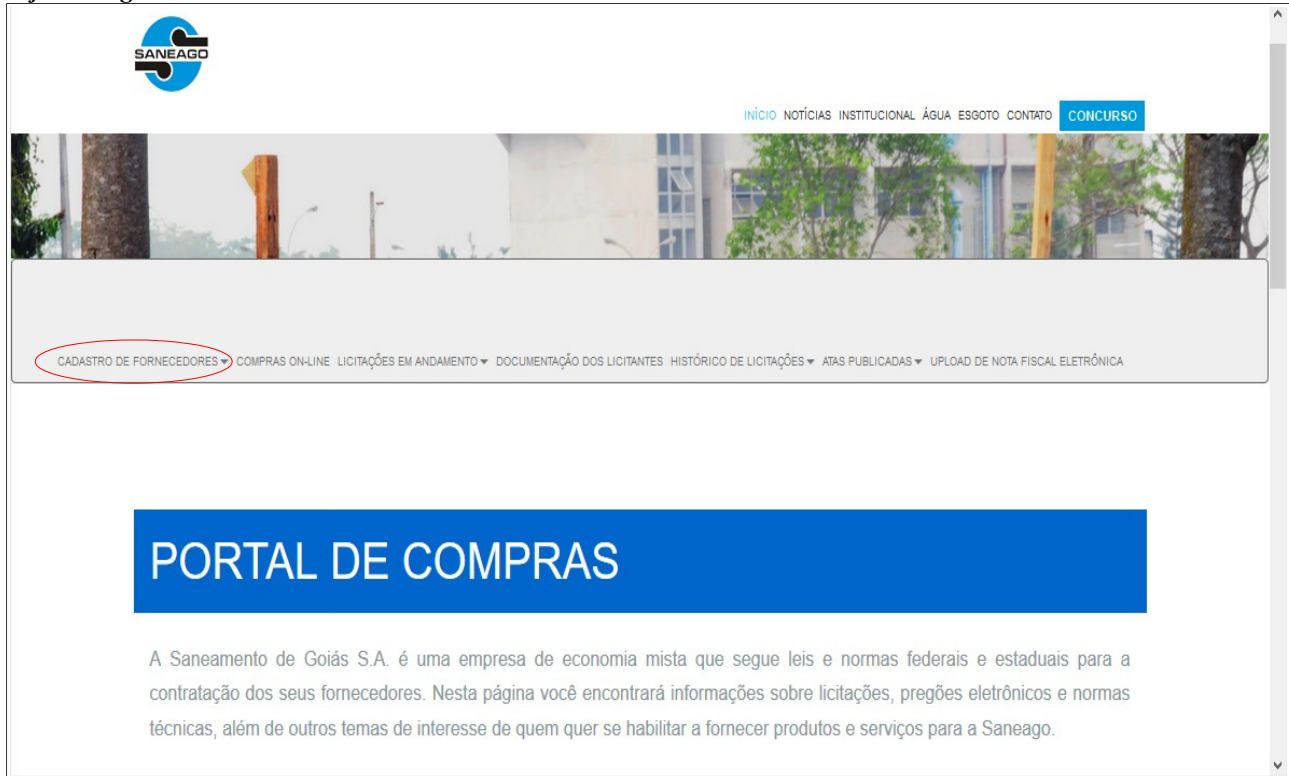 SANEAGO
INÍCIO NOTÍCIAS INSTITUCIONAL ÁGUA ESGOTO CONTATO CONCURSO
CADASTRO DE FORNECEDORES COMPRAS ON-LINE LICITAÇÕES EM ANDAMENTO DOCUMENTAÇÃO DOS LICITANTES HISTÓRICO DE LICITAÇÕES ATAS PUBLICADAS UPLOAD DE NOTA FISCAL ELETRÔNICA
PORTAL DE COMPRAS
A Saneamento de Goiás S.A. é uma empresa de economia mista que segue leis e normas federais e estaduais para a
contratação dos seus fornecedores. Nesta página você encontrará informações sobre licitações, pregões eletrônicos e normas
técnicas, além de outros temas de interesse de quem quer se habilitar a fornecer produtos e serviços para a Saneago.